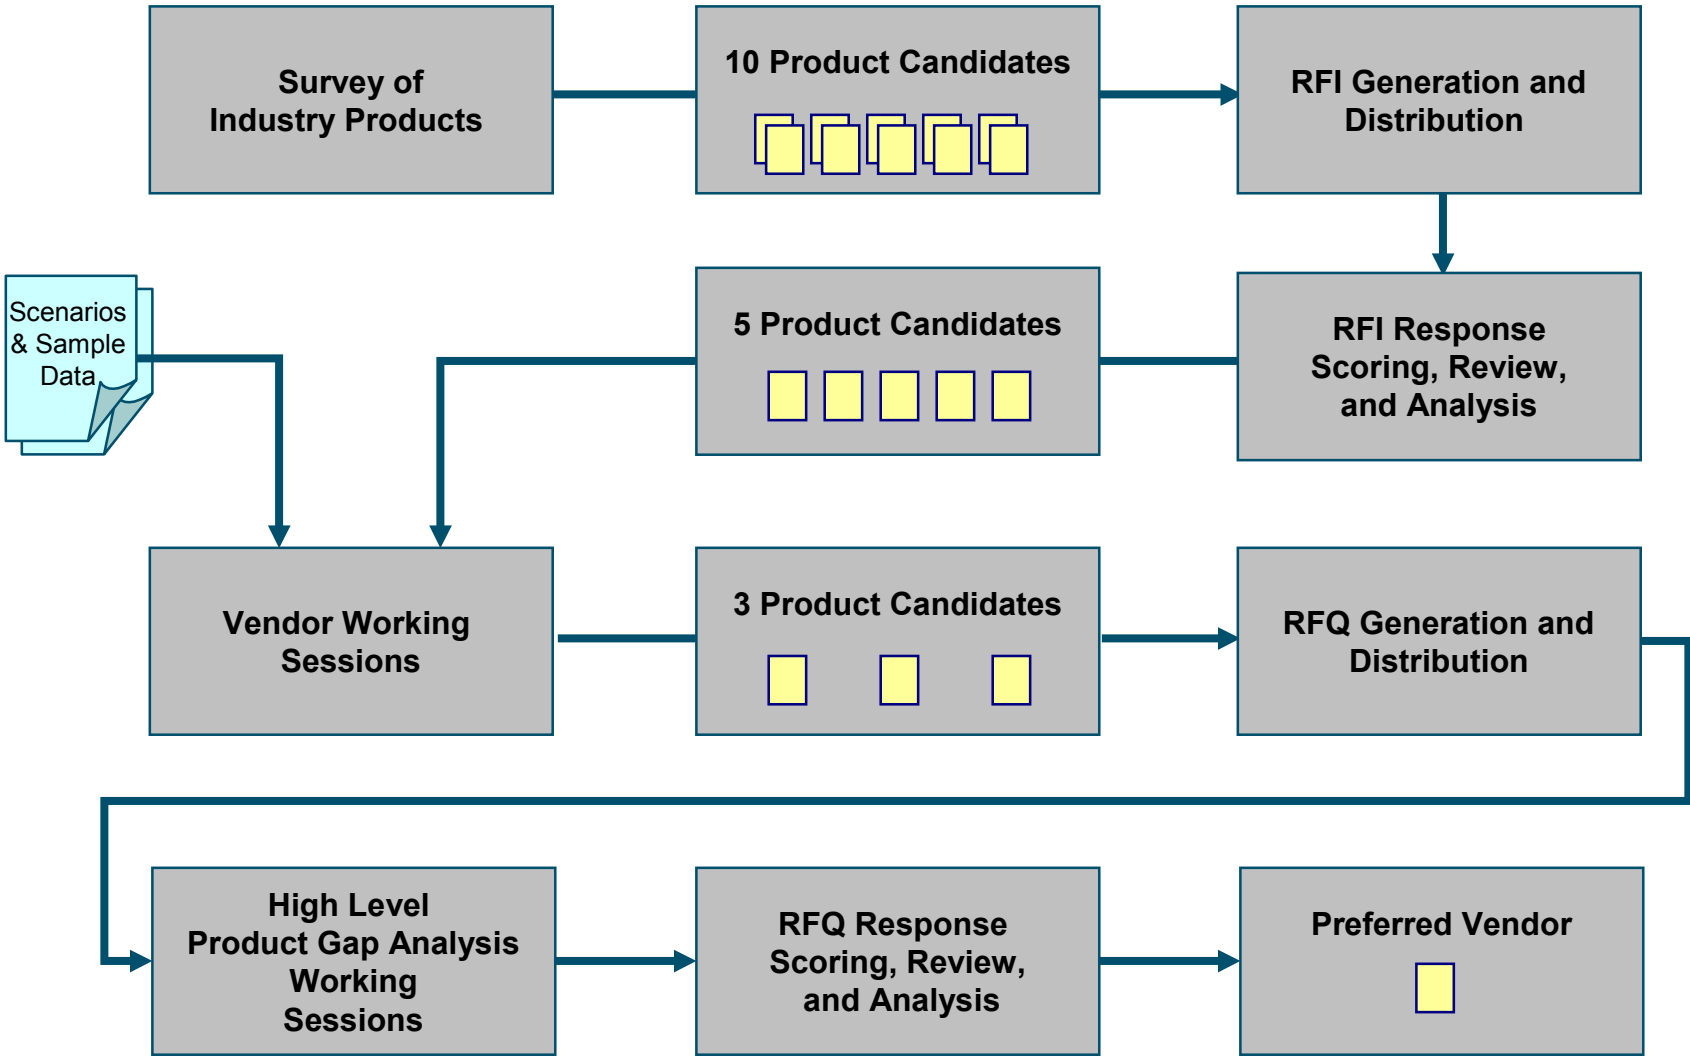 Survey of
Industry Products
10 Product Candidates
RFI Generation and
Distribution
Scenarios
& Sample
Data
5 Product Candidates
RFI Response
Scoring, Review,
and Analysis
Vendor Working
Sessions
3 Product Candidates
RFQ Generation and
Distribution
High Level
Product Gap Analysis
Working
Sessions
RFQ Response
Scoring, Review,
and Analysis
Preferred Vendor